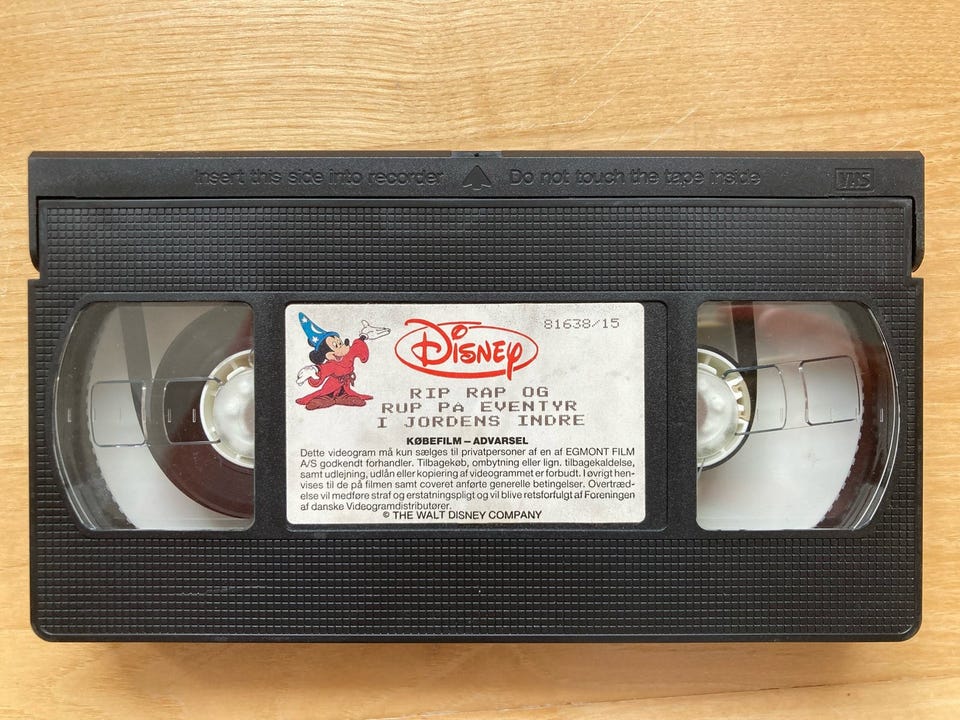 Insert this side into recorder Do not touch the tape inside VHS
DISNEY 81638/15
RIP RAP OG
RUP PA EVENTYR
I JORDENS INDRE
KØBEFILM – ADVARSEL
Dette videogram må kun sælges til privatpersoner af en af EGMONT FILM
A/S godkendt forhandler. Tilbagekøb, ombytning eller lign. tilbagekaldelse,
samt udlejning, udlån eller kopiering af videogrammet er forbudt. I øvrigt hen-
vises til de på filmen samt coveret anførte generelle betingelser. Overtræd-
else vil medføre straf og erstatningspligt og vil blive retsforfulgt af Foreningen
af danske Videogramdistributører.
© THE WALT DISNEY COMPANY